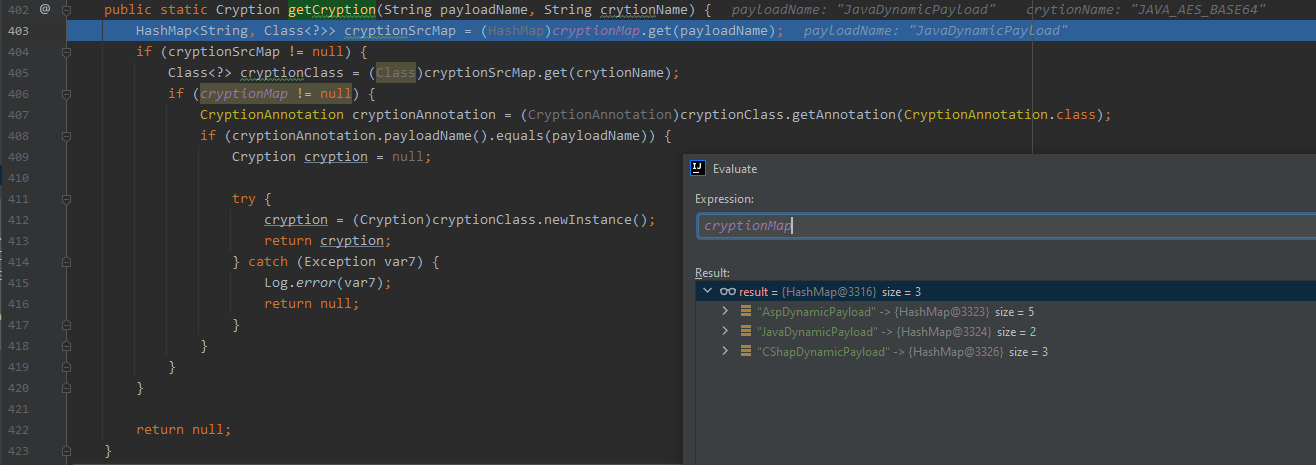 402 @ public static Cryption getCryption(String payloadName, String crytionName) { payloadName: "JavaDynamicPayload" crytionName: "JAVA_AES_BASE64"
403 HashMap<String, Class<?>> cryptionSrcMap = (HashMap)cryptionMap.get(payloadName); payloadName: "JavaDynamicPayload"
404 if (cryptionSrcMap != null) {
405 Class<?> cryptionClass = (Class)cryptionSrcMap.get(crytionName);
406 if (cryptionMap != null) {
407 CryptionAnnotation cryptionAnnotation = (CryptionAnnotation)cryptionClass.getAnnotation(CryptionAnnotation.class);
408 if (cryptionAnnotation.payloadName().equals(payloadName)) {
409 Cryption cryption = null;
410
411 try {
412 cryption = (Cryption)cryptionClass.newInstance();
413 return cryption;
414 } catch (Exception var7) {
415 Log.error(var7);
416 return null;
417 }
418 }
419 }
420 }
421
422 return null;
423 }
IJ Evaluate
Expression:
cryptionMap
Result:
result = {HashMap@3316} size = 3
"AspDynamicPayload" -> {HashMap@3323} size = 5
"JavaDynamicPayload" -> {HashMap@3324} size = 2
"CShapDynamicPayload" -> {HashMap@3326} size = 3